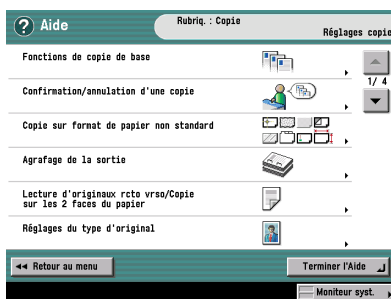 Aide
Rubriq. : Copie
Réglages copie
Fonctions de copie de base
1/ 4
Confirmation/annulation d'une copie
Copie sur format de papier non standard
Agrafage de la sortie
Lecture d'originaux rcto vrso/Copie
sur les 2 faces du papier
Réglages du type d'original
Retour au menu
Terminer l'Aide
Moniteur syst.